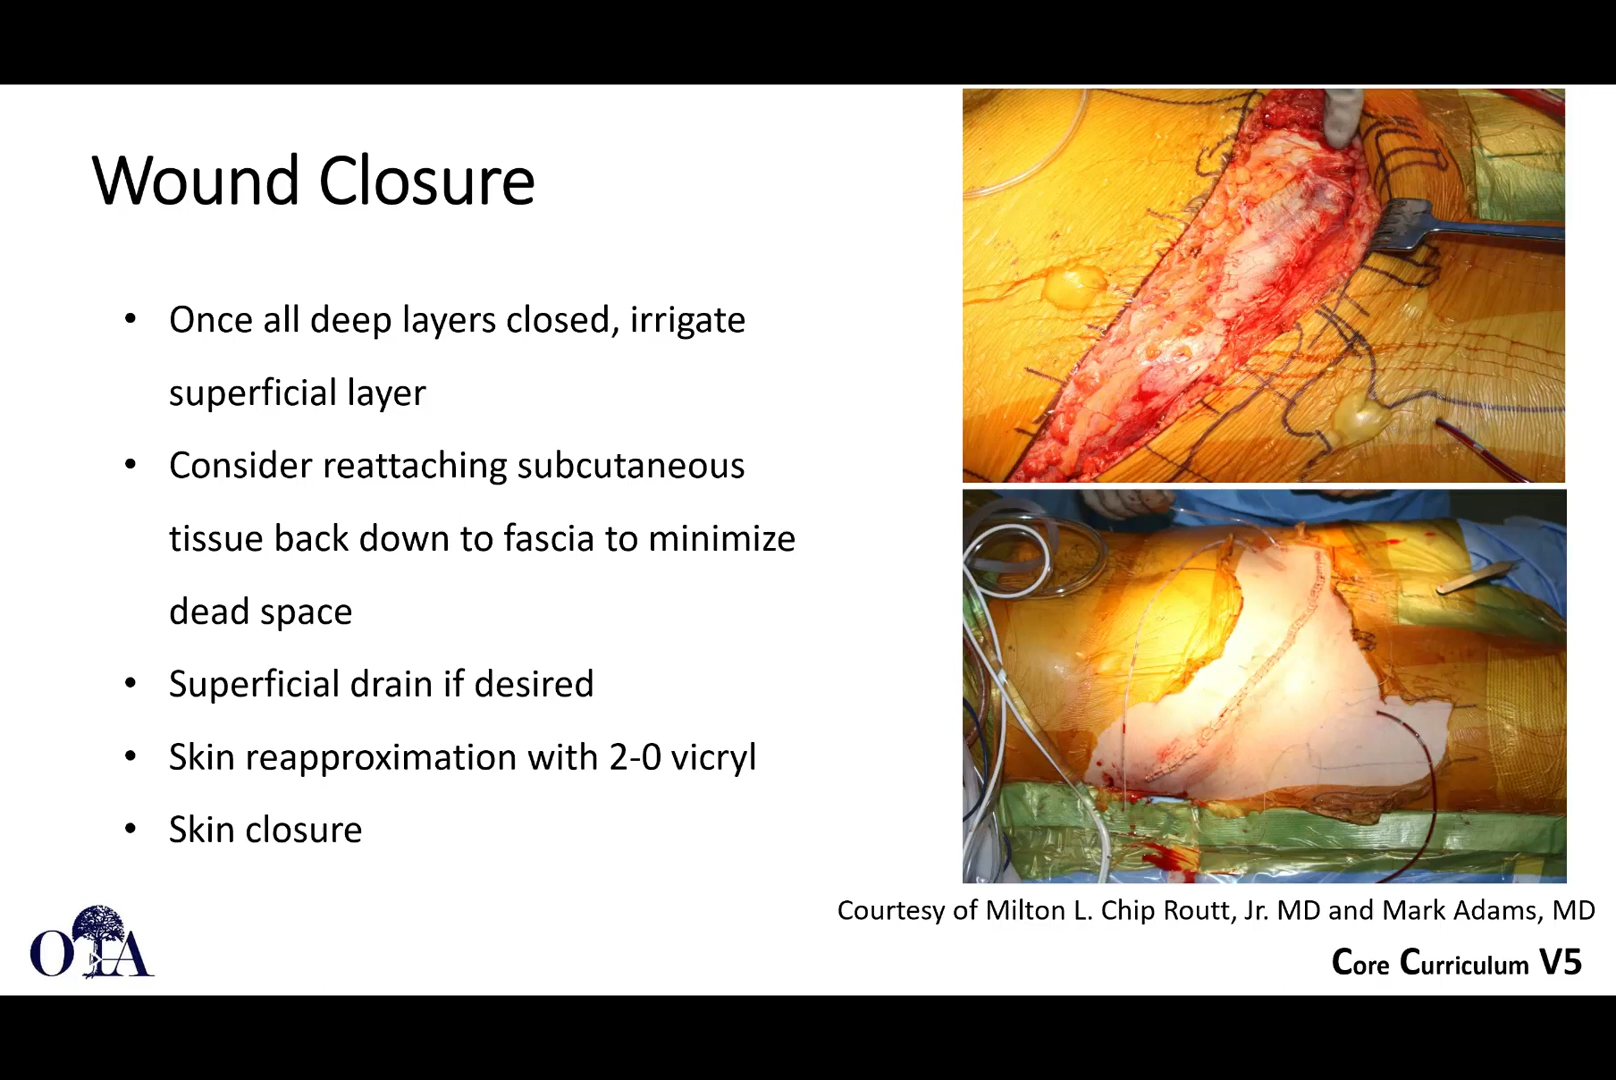 Wound Closure
• Once all deep layers closed, irrigate
superficial layer
• Consider reattaching subcutaneous
tissue back down to fascia to minimize
dead space
• Superficial drain if desired
• Skin reapproximation with 2-0 vicryl
• Skin closure
Courtesy of Milton L. Chip Routt, Jr. MD and Mark Adams, MD
OTA
Core Curriculum V5